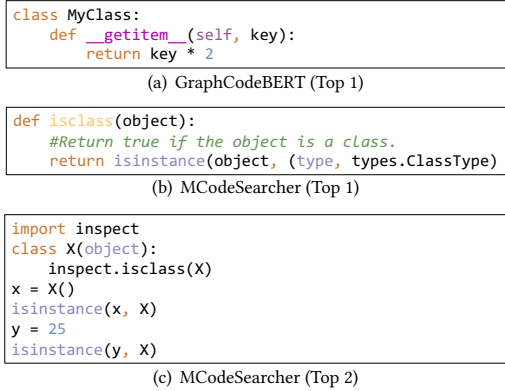 class MyClass:
    def __getitem__(self, key):
        return key * 2
(a) GraphCodeBERT (Top 1)
def isclass(object):
    #Return true if the object is a class.
    return isinstance(object, (type, types.ClassType)
(b) MCodeSearcher (Top 1)
import inspect
class X(object):
    inspect.isclass(X)
x = X()
isinstance(x, X)
y = 25
isinstance(y, X)
(c) MCodeSearcher (Top 2)